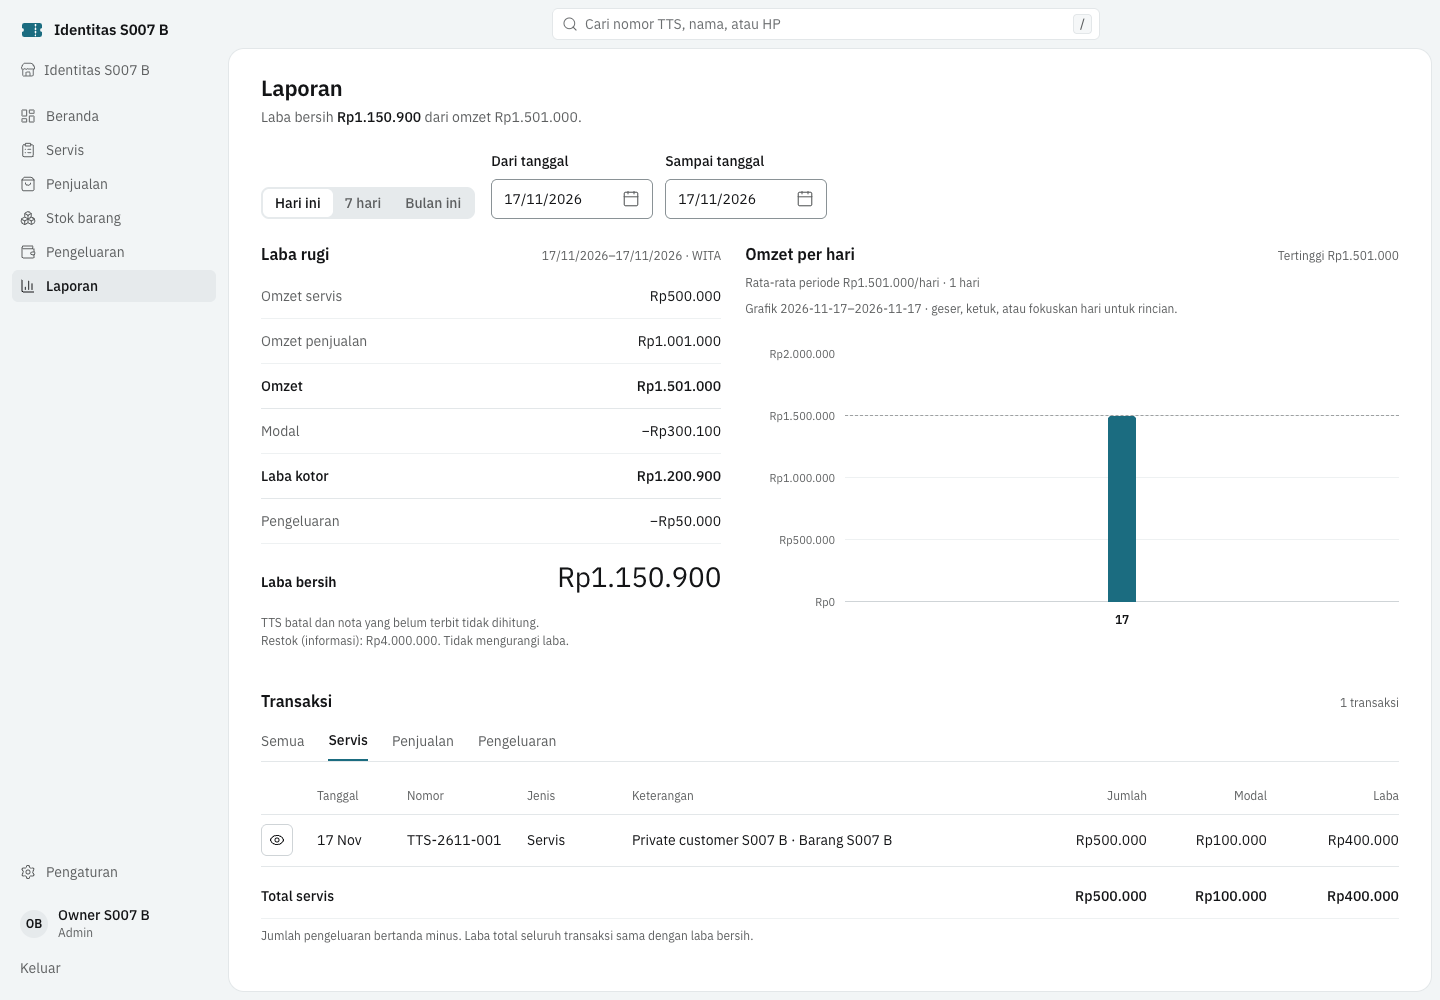 Identitas S007 B
Cari nomor TTS, nama, atau HP
/
Identitas S007 B
Beranda
Servis
Penjualan
Stok barang
Pengeluaran
Laporan
Pengaturan
OB
Owner S007 B
Admin
Keluar
Laporan
Laba bersih Rp1.150.900 dari omzet Rp1.501.000.
Hari ini
7 hari
Bulan ini
Dari tanggal
17/11/2026
Sampai tanggal
17/11/2026
Laba rugi
17/11/2026–17/11/2026 · WITA
Omzet servis Rp500.000
Omzet penjualan Rp1.001.000
Omzet Rp1.501.000
Modal −Rp300.100
Laba kotor Rp1.200.900
Pengeluaran −Rp50.000
Laba bersih Rp1.150.900
TTS batal dan nota yang belum terbit tidak dihitung.
Restok (informasi): Rp4.000.000. Tidak mengurangi laba.
Omzet per hari
Tertinggi Rp1.501.000
Rata-rata periode Rp1.501.000/hari · 1 hari
Grafik 2026-11-17–2026-11-17 · geser, ketuk, atau fokuskan hari untuk rincian.
Rp2.000.000
Rp1.500.000
Rp1.000.000
Rp500.000
Rp0
17
Transaksi
1 transaksi
Semua Servis Penjualan Pengeluaran
Tanggal Nomor Jenis Keterangan Jumlah Modal Laba
17 Nov TTS-2611-001 Servis Private customer S007 B · Barang S007 B Rp500.000 Rp100.000 Rp400.000
Total servis Rp500.000 Rp100.000 Rp400.000
Jumlah pengeluaran bertanda minus. Laba total seluruh transaksi sama dengan laba bersih.